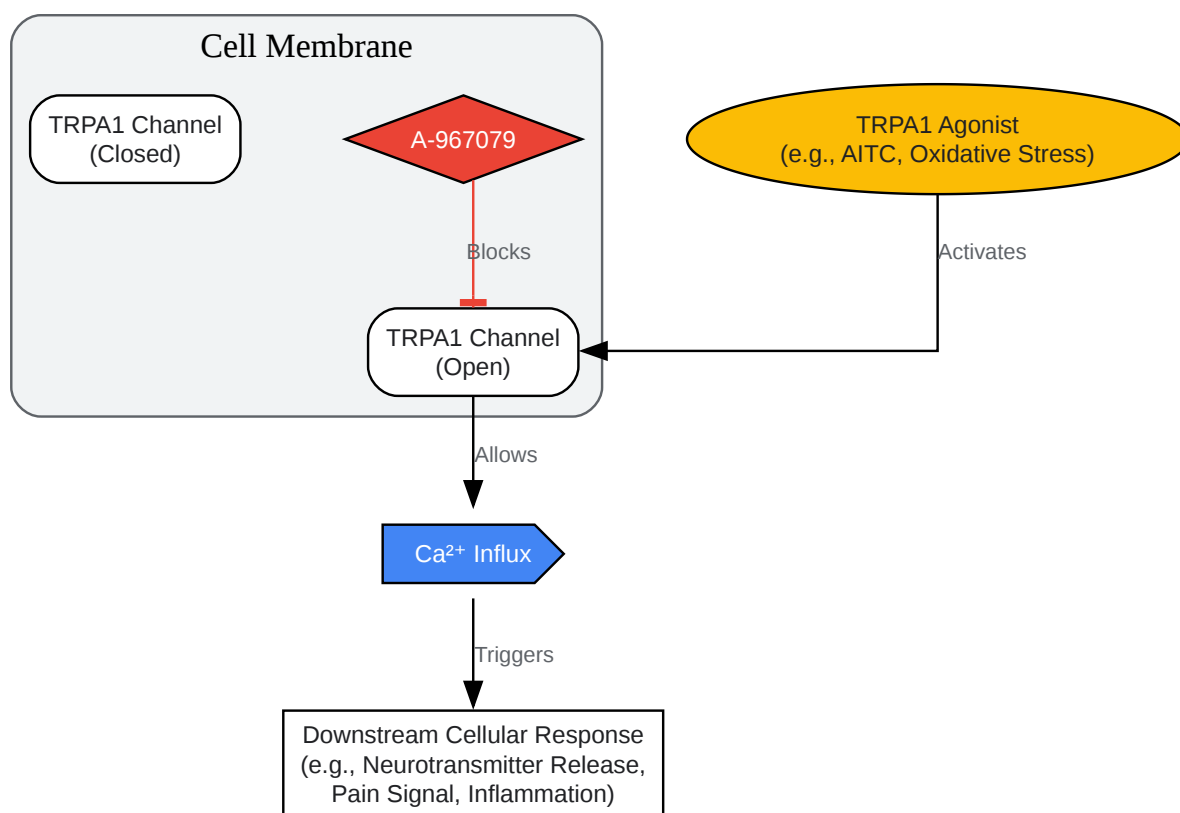 Cell Membrane
TRPA1 Channel
(Closed)
A-967079
TRPA1 Agonist
(e.g., AITC, Oxidative Stress)
Blocks
Activates
TRPA1 Channel
(Open)
Allows
Ca²⁺ Influx
Triggers
Downstream Cellular Response
(e.g., Neurotransmitter Release,
Pain Signal, Inflammation)